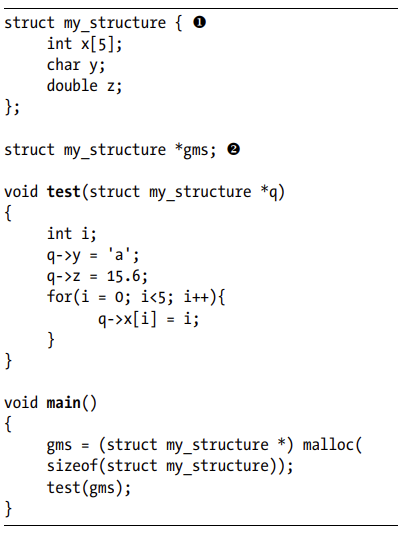 struct my_structure { ❶
     int x[5];
     char y;
     double z;
};

struct my_structure *gms; ❷

void test(struct my_structure *q)
{
     int i;
     q->y = 'a';
     q->z = 15.6;
     for(i = 0; i<5; i++){
          q->x[i] = i;
     }
}

void main()
{
     gms = (struct my_structure *) malloc(
     sizeof(struct my_structure));
     test(gms);
}